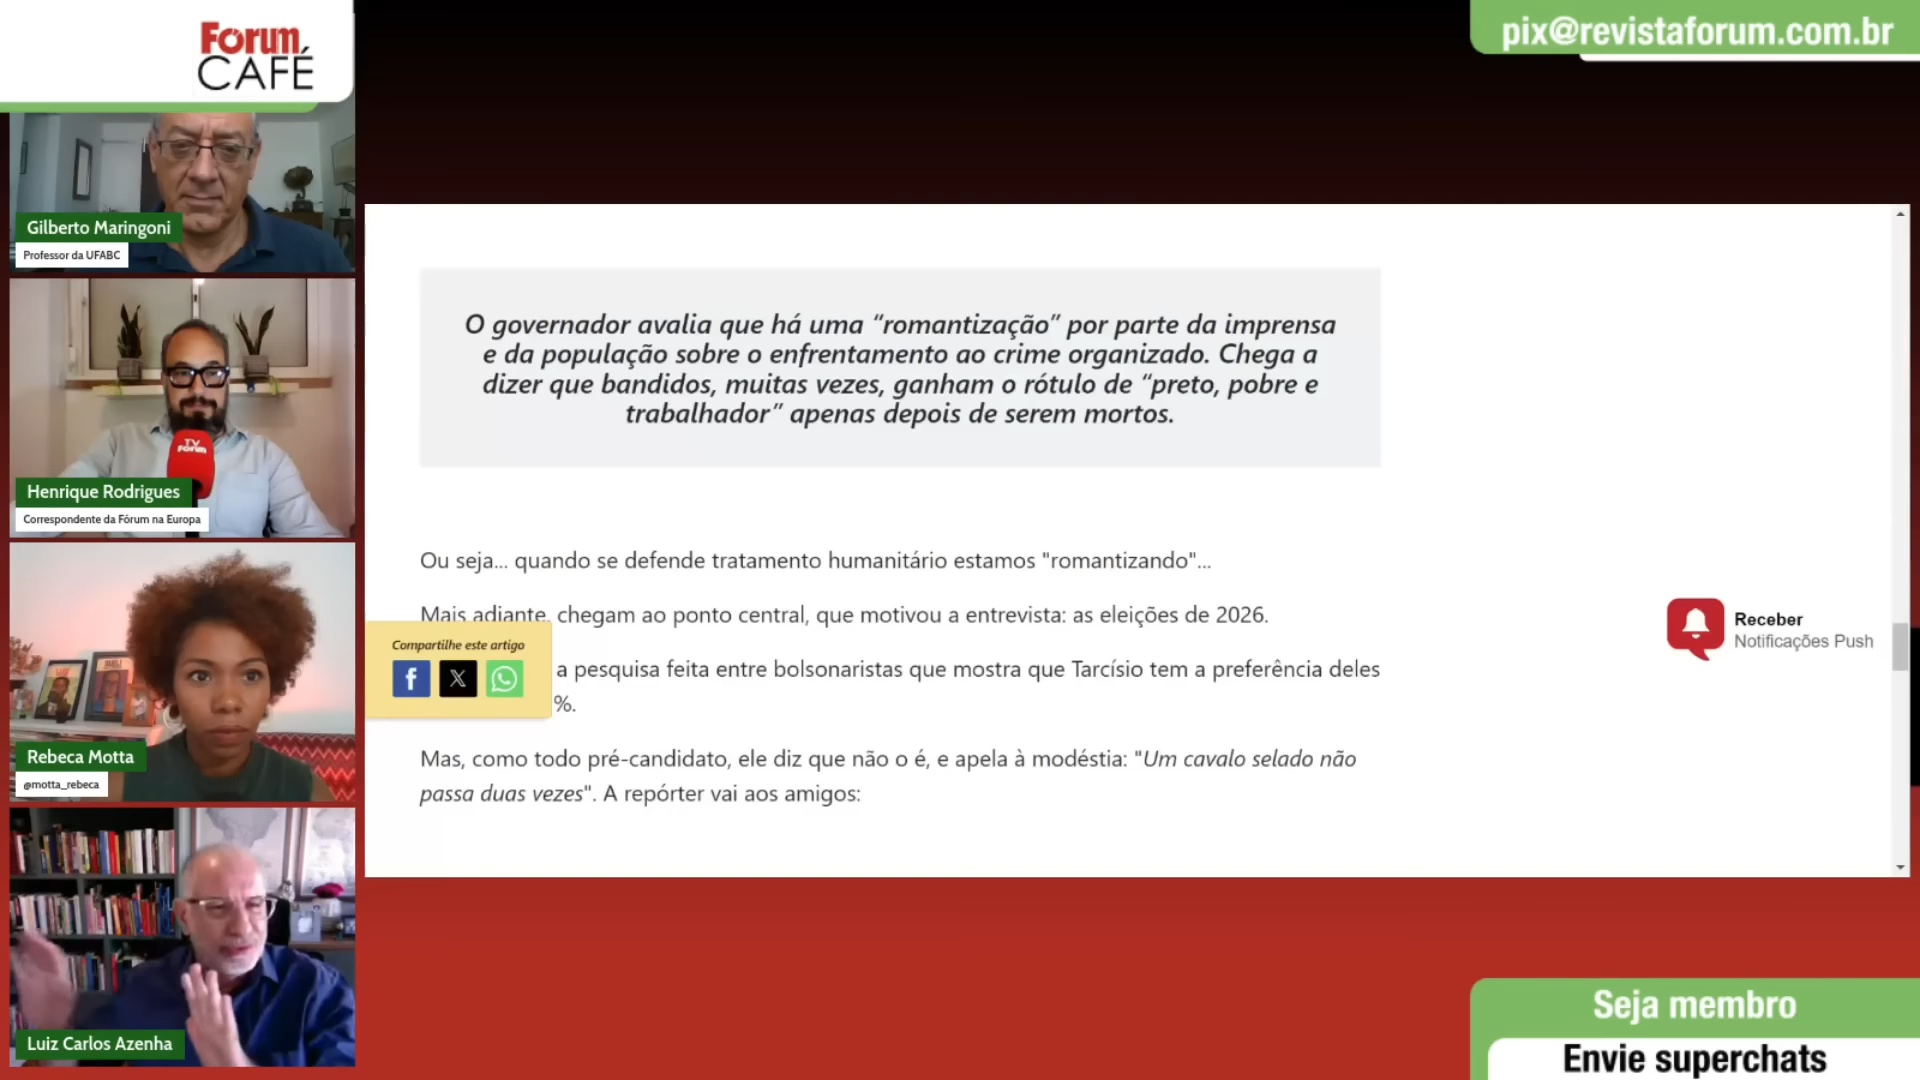 Fórum
CAFÉ
pix@revistaforum.com.br
Gilberto Maringoni
Professor da UFABC
TV
Fórum
Henrique Rodrigues
Correspondente da Fórum na Europa
Rebeca Motta
@motta_rebeca
Luiz Carlos Azenha
O governador avalia que há uma “romantização” por parte da imprensa
e da população sobre o enfrentamento ao crime organizado. Chega a
dizer que bandidos, muitas vezes, ganham o rótulo de “preto, pobre e
trabalhador” apenas depois de serem mortos.
Ou seja... quando se defende tratamento humanitário estamos "romantizando"...
Mais adiante, chegam ao ponto central, que motivou a entrevista: as eleições de 2026.
a pesquisa feita entre bolsonaristas que mostra que Tarcísio tem a preferência deles
%.
Compartilhe este artigo
Mas, como todo pré-candidato, ele diz que não o é, e apela à modéstia: "Um cavalo selado não
passa duas vezes". A repórter vai aos amigos:
Receber
Notificações Push
Seja membro
Envie superchats